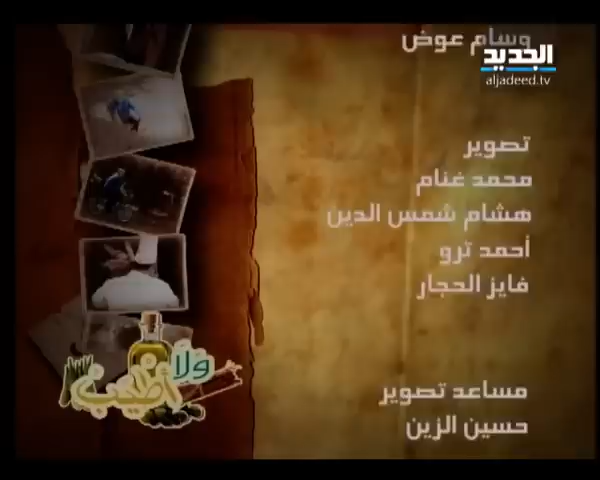 وسام عوض
الجديد
aljadeed.tv
تصوير
محمد غنام
هشام شمس الدين
أحمد ترو
فايز الحجار
ولا أطيب
مساعد تصوير
حسين الزين